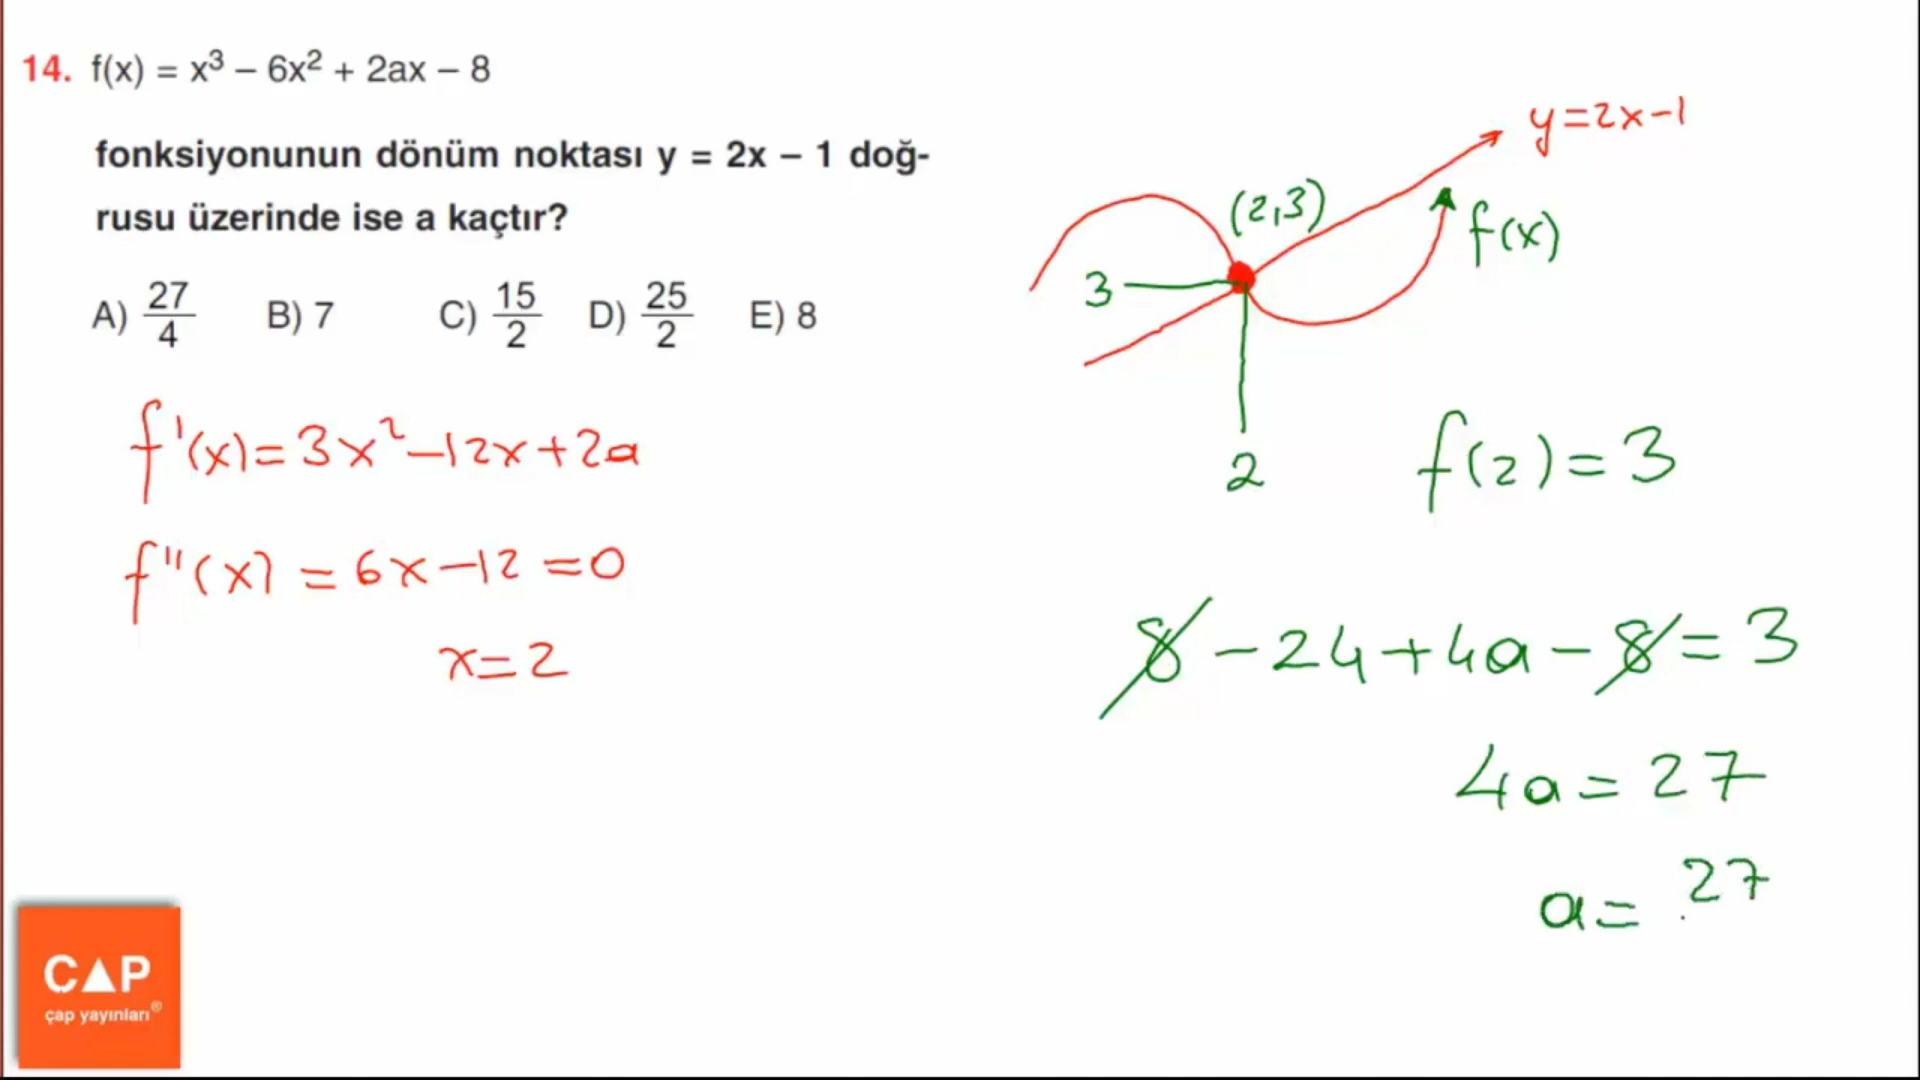 14. f(x) = x³ – 6x² + 2ax – 8
fonksiyonunun dönüm noktası y = 2x – 1 doğ-
rusu üzerinde ise a kaçtır?
A) 27/4 B) 7 C) 15/2 D) 25/2 E) 8
f'(x) = 3x² – 12x + 2a
f''(x) = 6x – 12 = 0
x = 2
y = 2x – 1
(2,3)
f(x)
3
2
f(2) = 3
8 – 24 + 4a – 8 = 3
4a = 27
a = 27
CAP
çap yayınları®